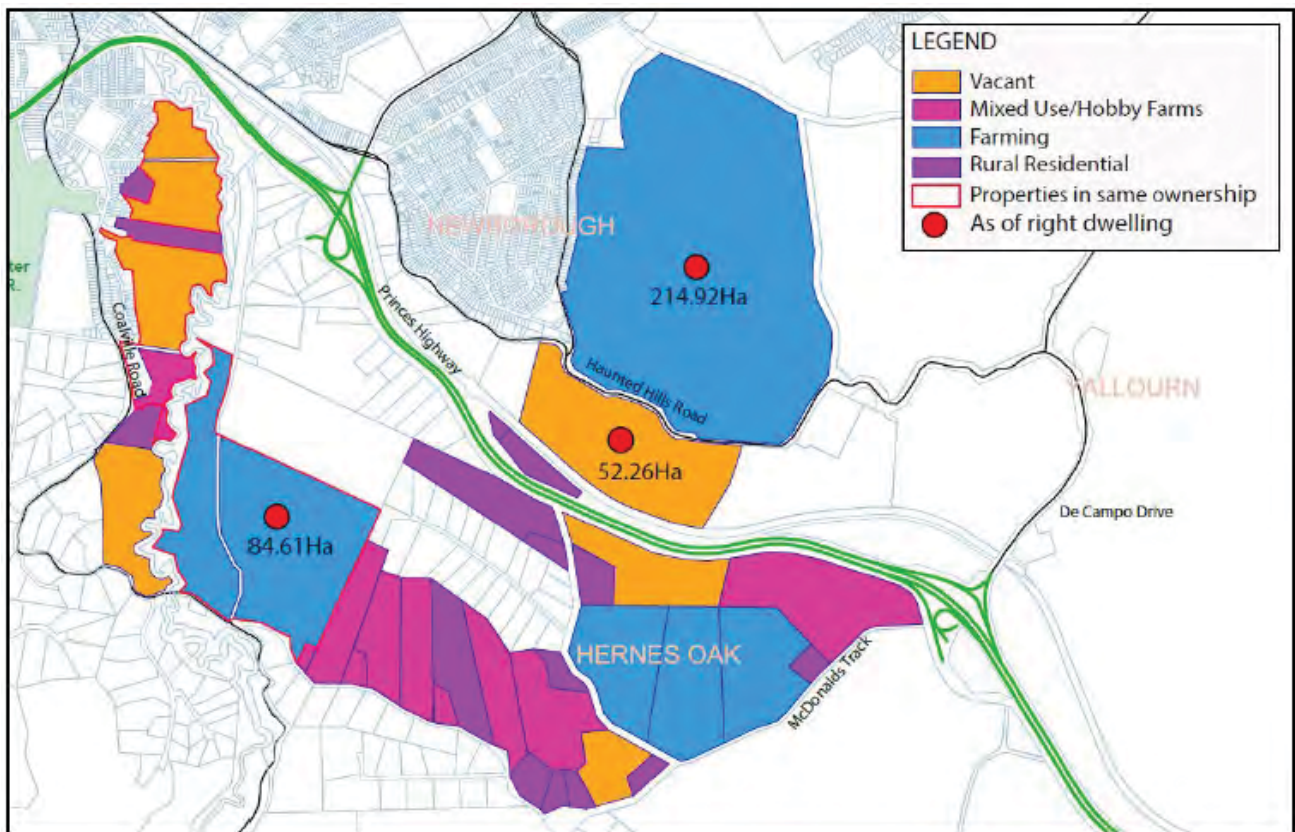 LEGEND
Vacant
Mixed Use/Hobby Farms
Farming
Rural Residential
Properties in same ownership
As of right dwelling
NEWBOROUGH
214.92Ha
ter
R.
Princes Highway
Coalville Road
Haunted Hills Road
YALLOURN
52.26Ha
De Campo Drive
84.61Ha
HERNES OAK
McDonalds Track